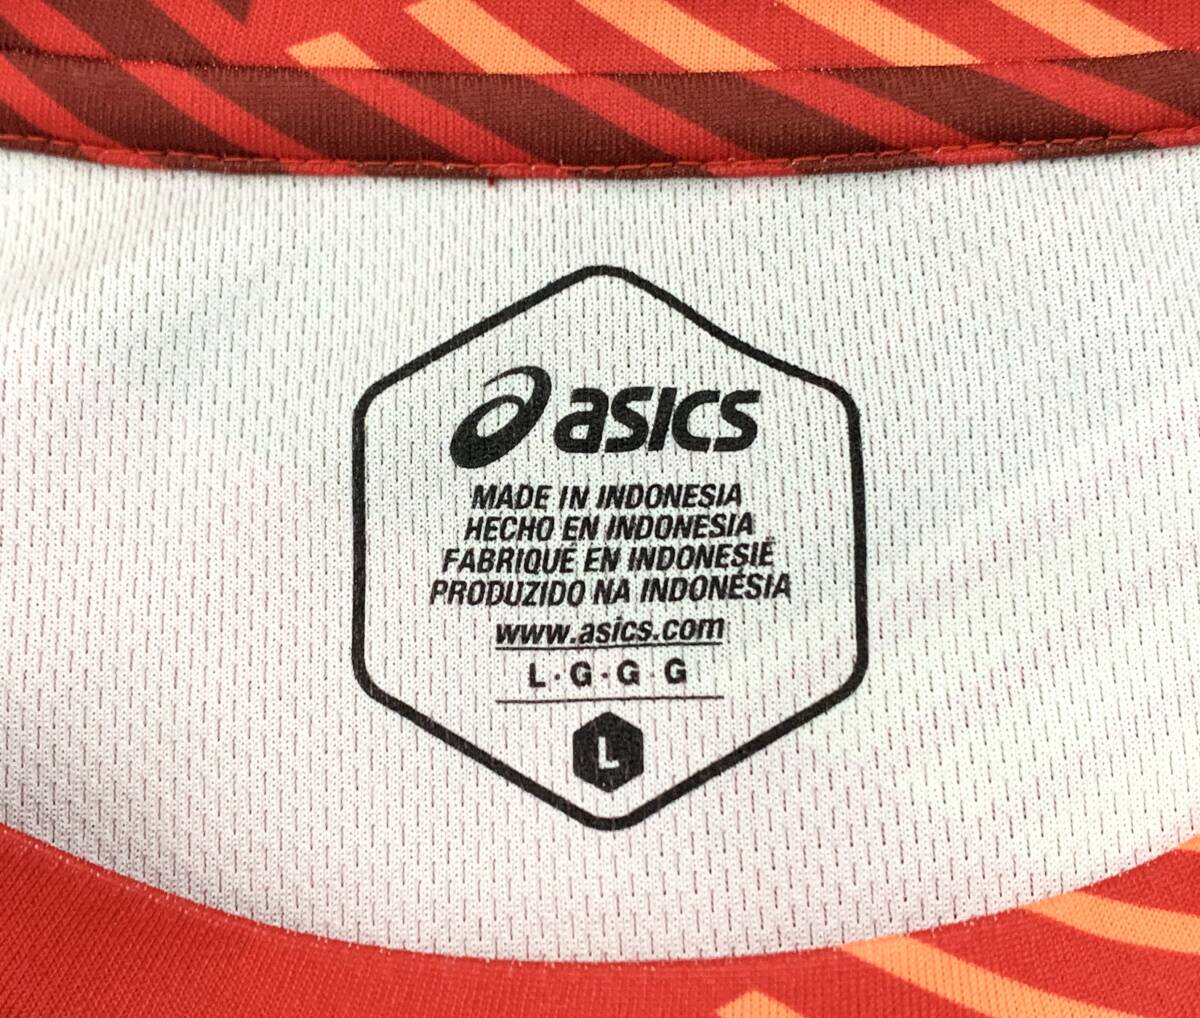 asics
MADE IN INDONESIA
HECHO EN INDONESIA
FABRIQUÉ EN INDONESIE
PRODUZIDO NA INDONÉSIA
www.asics.com
L·G·G·G
L